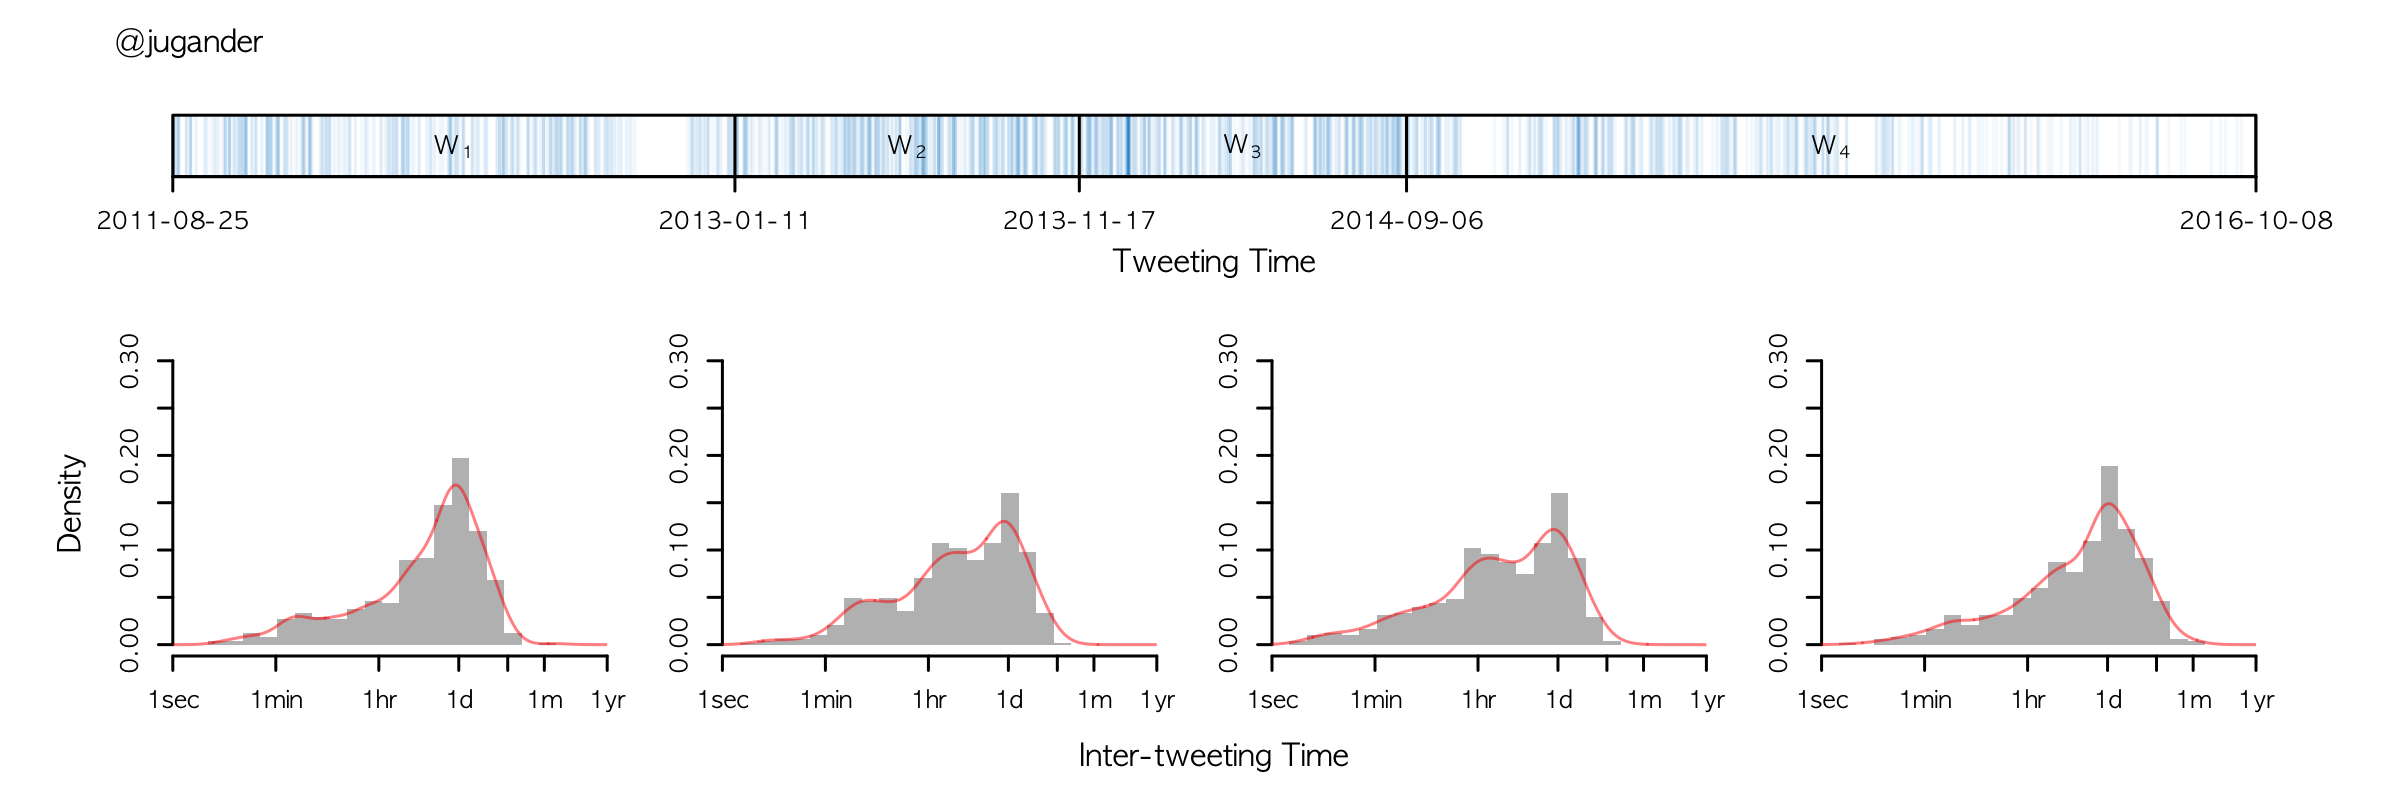 @jugander
W1 W2 W3 W4
2011-08-25 2013-01-11 2013-11-17 2014-09-06 2016-10-08
Tweeting Time
Density
0.00 0.10 0.20 0.30
0.00 0.10 0.20 0.30
0.00 0.10 0.20 0.30
0.00 0.10 0.20 0.30
1sec 1min 1hr 1d 1m 1yr
1sec 1min 1hr 1d 1m 1yr
1sec 1min 1hr 1d 1m 1yr
1sec 1min 1hr 1d 1m 1yr
Inter-tweeting Time